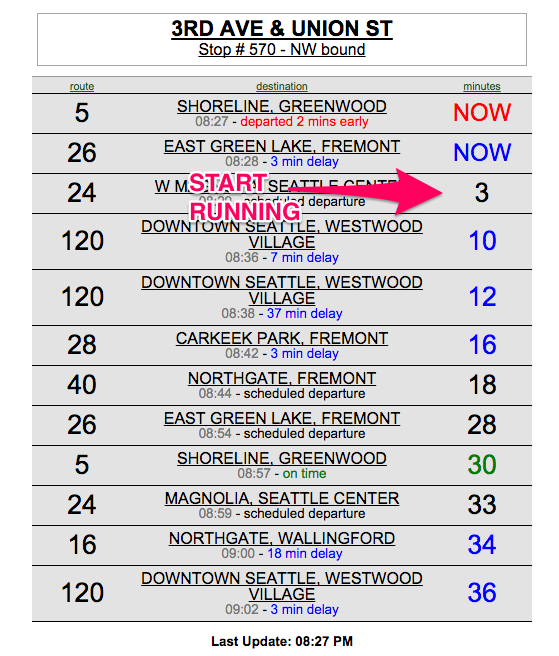 3RD AVE & UNION ST
Stop # 570 - NW bound
route destination minutes
5 SHORELINE, GREENWOOD NOW
08:27 - departed 2 mins early
26 EAST GREEN LAKE, FREMONT NOW
08:28 - 3 min delay
24 W SEATTLE CENTER 3
START
scheduled departure
RUNNING
120 DOWNTOWN SEATTLE, WESTWOOD
VILLAGE 10
08:36 - 7 min delay
120 DOWNTOWN SEATTLE, WESTWOOD
VILLAGE 12
08:38 - 37 min delay
28 CARKEEK PARK, FREMONT 16
08:42 - 3 min delay
40 NORTHGATE, FREMONT 18
08:44 - scheduled departure
26 EAST GREEN LAKE, FREMONT 28
08:54 - scheduled departure
5 SHORELINE, GREENWOOD 30
08:57 - on time
24 MAGNOLIA, SEATTLE CENTER 33
08:59 - scheduled departure
16 NORTHGATE, WALLINGFORD 34
09:00 - 18 min delay
120 DOWNTOWN SEATTLE, WESTWOOD
VILLAGE 36
09:02 - 3 min delay
Last Update: 08:27 PM